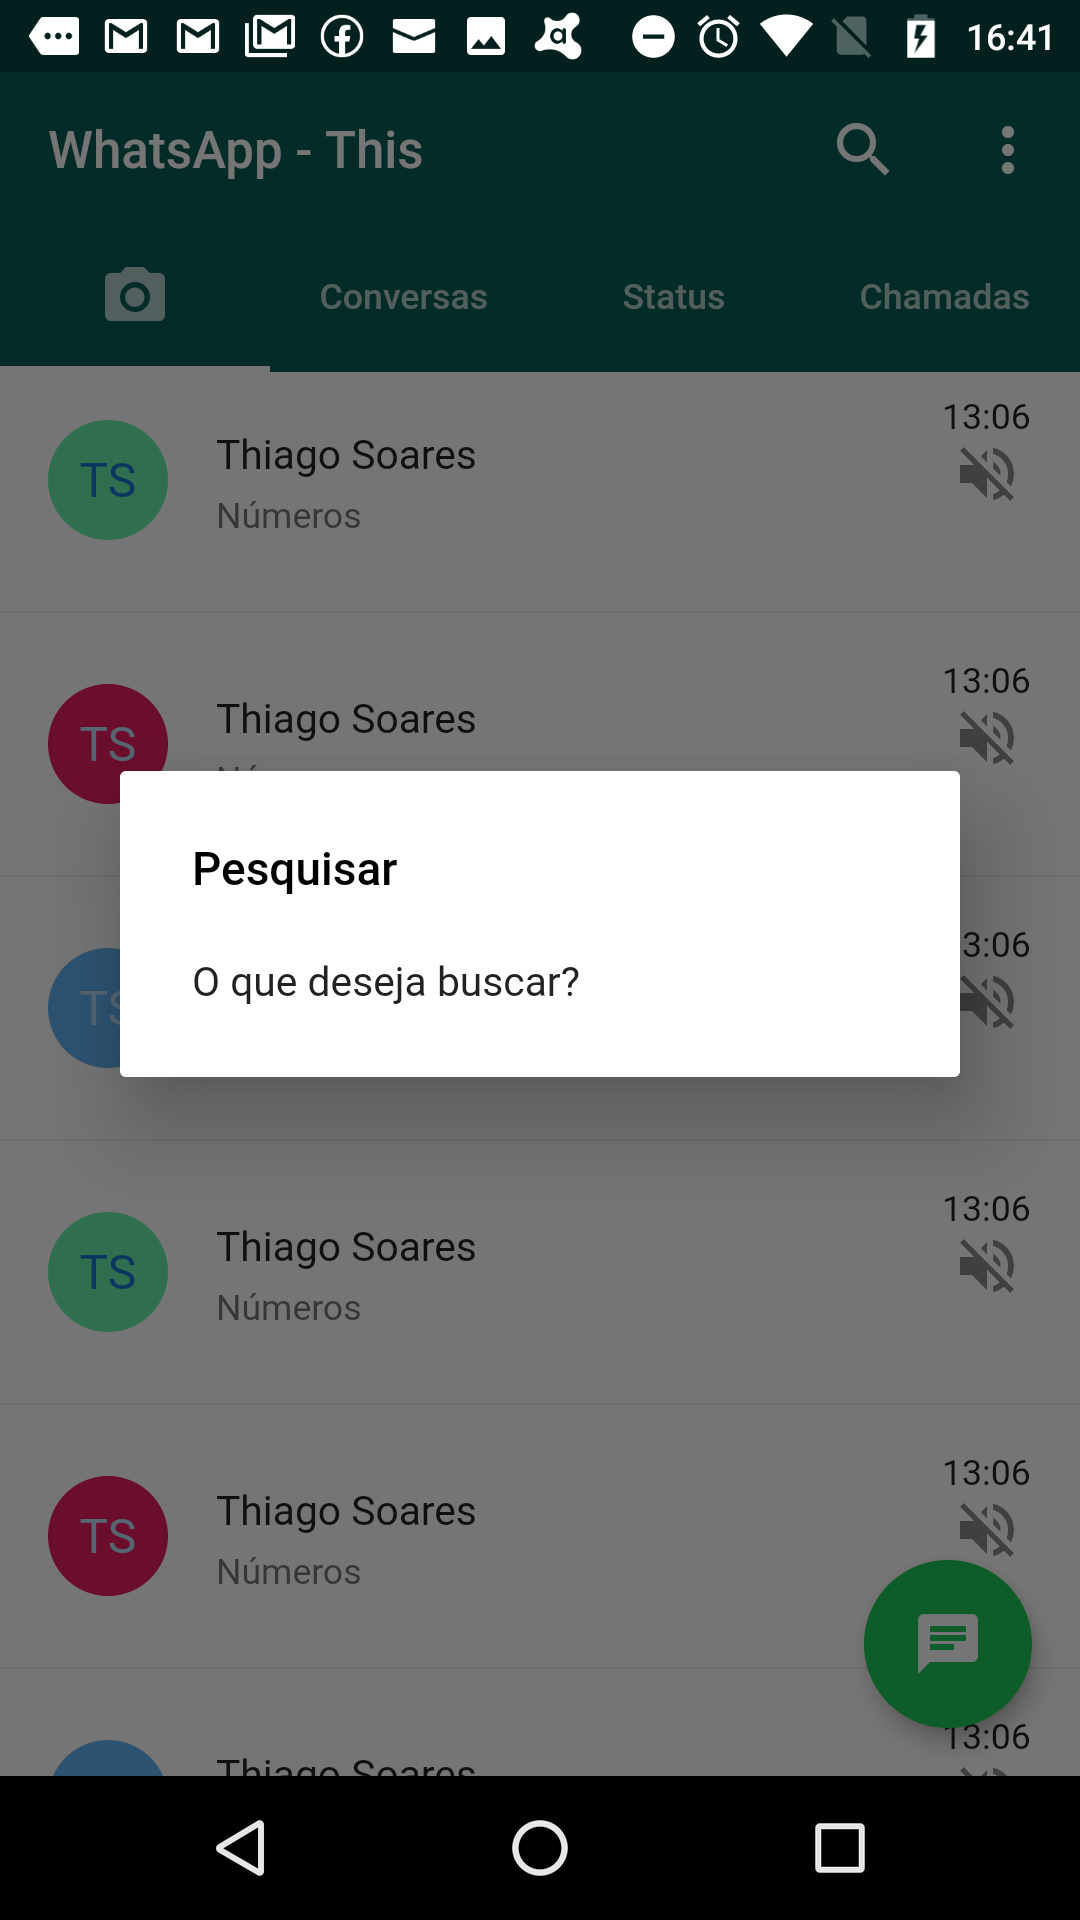 16:41
WhatsApp - This
Conversas Status Chamadas
13:06
TS Thiago Soares
Números
13:06
TS Thiago Soares
Pesquisar
O que deseja buscar?
3:06
TS
13:06
TS Thiago Soares
Números
13:06
TS Thiago Soares
Números
13:06
Thiago Soares